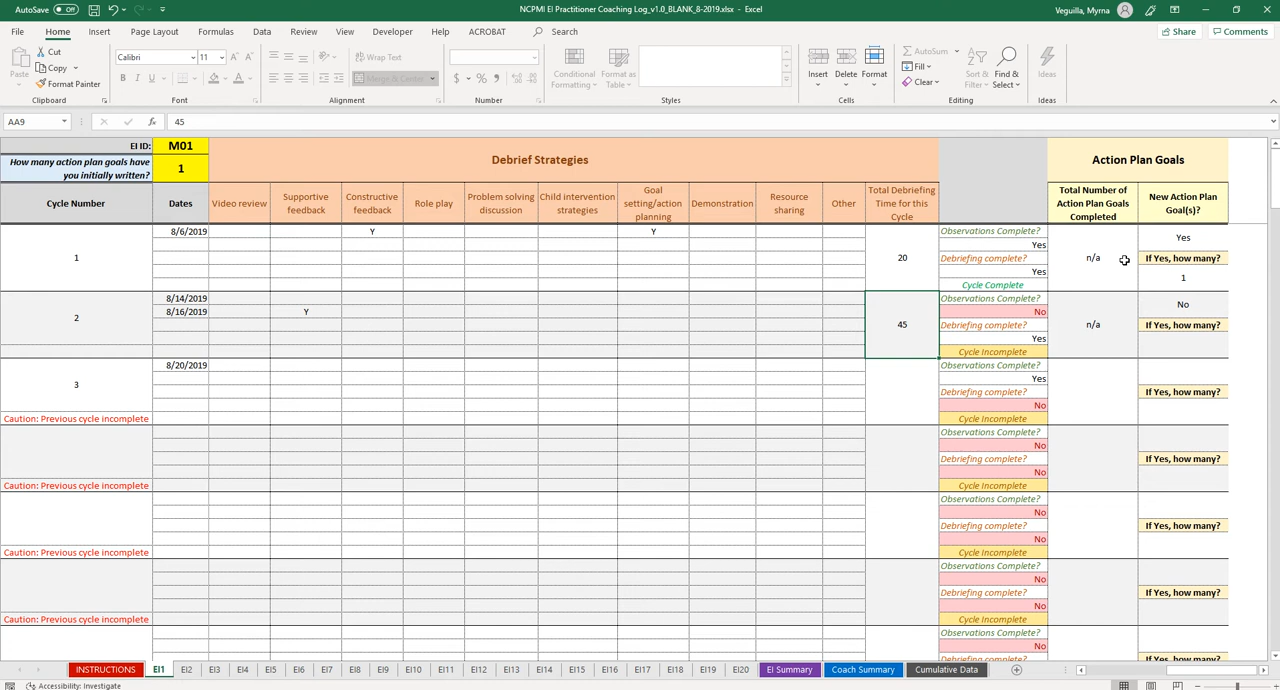 AutoSave Off NCPMI EI Practitioner Coaching Log_v1.0_BLANK_8-2019.xlsx - Excel Veguilla, Myrna
File Home Insert Page Layout Formulas Data Review View Developer Help ACROBAT Search Share Comments
Cut
Copy
Format Painter
Paste
Clipboard
Calibri 11
B I U
Font
Wrap Text
Merge & Center
Alignment
$ % 9
Number
Conditional Formatting
Format as Table
Styles
Insert Delete Format
Cells
AutoSum
Fill
Clear
Sort & Filter
Find & Select
Editing
Ideas
Ideas
AA9 fx 45
EI ID: M01 Debrief Strategies Action Plan Goals
How many action plan goals have you initially written? 1
Cycle Number Dates Video review Supportive feedback Constructive feedback Role play Problem solving discussion Child intervention strategies Goal setting/action planning Demonstration Resource sharing Other Total Debriefing Time for this Cycle Total Number of Action Plan Goals Completed New Action Plan Goal(s)?
8/6/2019 Y Y Observations Complete? Yes
Yes
1 20 Debriefing complete? n/a If Yes, how many?
Yes 1
Cycle Complete
8/14/2019 Observations Complete? No
8/16/2019 Y No
2 45 Debriefing complete? n/a If Yes, how many?
Yes
Cycle Incomplete
8/20/2019 Observations Complete?
3 Yes
Debriefing complete? If Yes, how many?
No
Caution: Previous cycle incomplete Cycle Incomplete
Observations Complete?
No
Debriefing complete? If Yes, how many?
No
Caution: Previous cycle incomplete Cycle Incomplete
Observations Complete?
No
Debriefing complete? If Yes, how many?
No
Caution: Previous cycle incomplete Cycle Incomplete
Observations Complete?
No
Debriefing complete? If Yes, how many?
No
Caution: Previous cycle incomplete Cycle Incomplete
Observations Complete?
No
Debriefing complete? If Yes, how many?
INSTRUCTIONS EI1 EI2 EI3 EI4 EI5 EI6 EI7 EI8 EI9 EI10 EI11 EI12 EI13 EI14 EI15 EI16 EI17 EI18 EI19 EI20 EI Summary Coach Summary Cumulative Data
Accessibility: Investigate